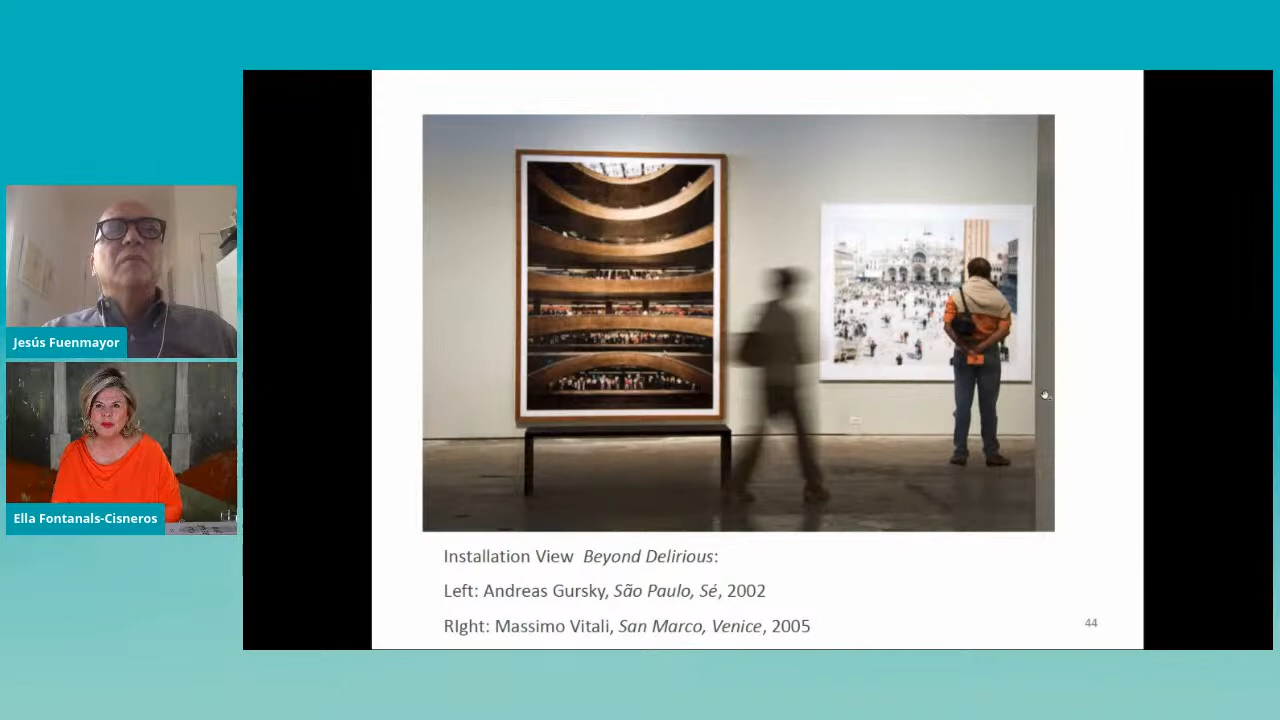 Jesús Fuenmayor
Ella Fontanals-Cisneros
Installation View Beyond Delirious:
Left: Andreas Gursky, São Paulo, Sé, 2002
RIght: Massimo Vitali, San Marco, Venice, 2005
44